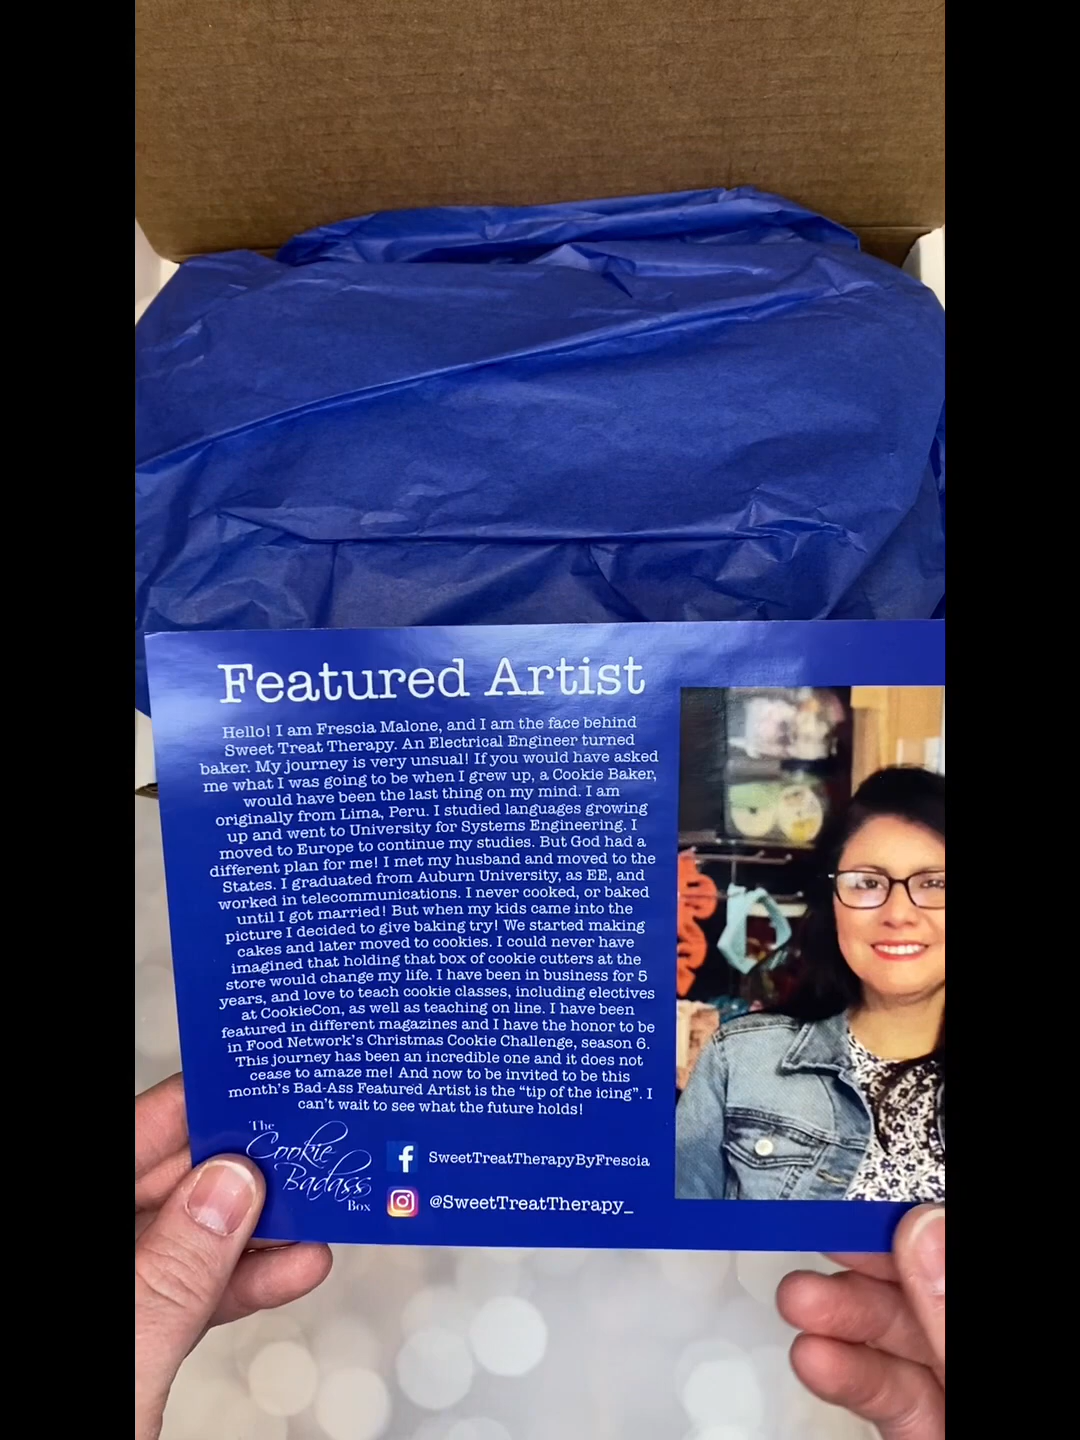 Featured Artist
Hello! I am Frescia Malone, and I am the face behind
Sweet Treat Therapy. An Electrical Engineer turned
baker. My journey is very unsual! If you would have asked
me what I was going to be when I grew up, a Cookie Baker,
would have been the last thing on my mind. I am
originally from Lima, Peru. I studied languages growing
up and went to University for Systems Engineering. I
moved to Europe to continue my studies. But God had a
different plan for me! I met my husband and moved to the
States. I graduated from Auburn University, as EE, and
worked in telecommunications. I never cooked, or baked
until I got married! But when my kids came into the
picture I decided to give baking try! We started making
cakes and later moved to cookies. I could never have
imagined that holding that box of cookie cutters at the
store would change my life. I have been in business for 5
years, and love to teach cookie classes, including electives
at CookieCon, as well as teaching on line. I have been
featured in different magazines and I have the honor to be
in Food Network's Christmas Cookie Challenge, season 6.
This journey has been an incredible one and it does not
cease to amaze me! And now to be invited to be this
month's Bad-Ass Featured Artist is the “tip of the icing”. I
can't wait to see what the future holds!
The
Cookie
Badass
Box
SweetTreatTherapyByFrescia
@SweetTreatTherapy_